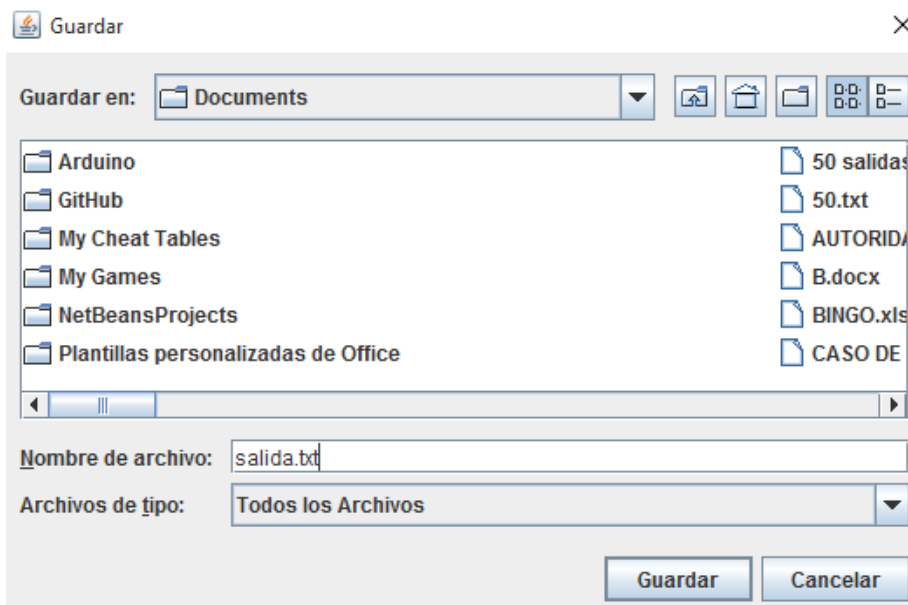 Guardar
Guardar en: Documents
Arduino
GitHub
My Cheat Tables
My Games
NetBeansProjects
Plantillas personalizadas de Office
50 salidas
50.txt
AUTORIDA
B.docx
BINGO.xls
CASO DE
Nombre de archivo: salida.txt
Archivos de tipo: Todos los Archivos
Guardar Cancelar